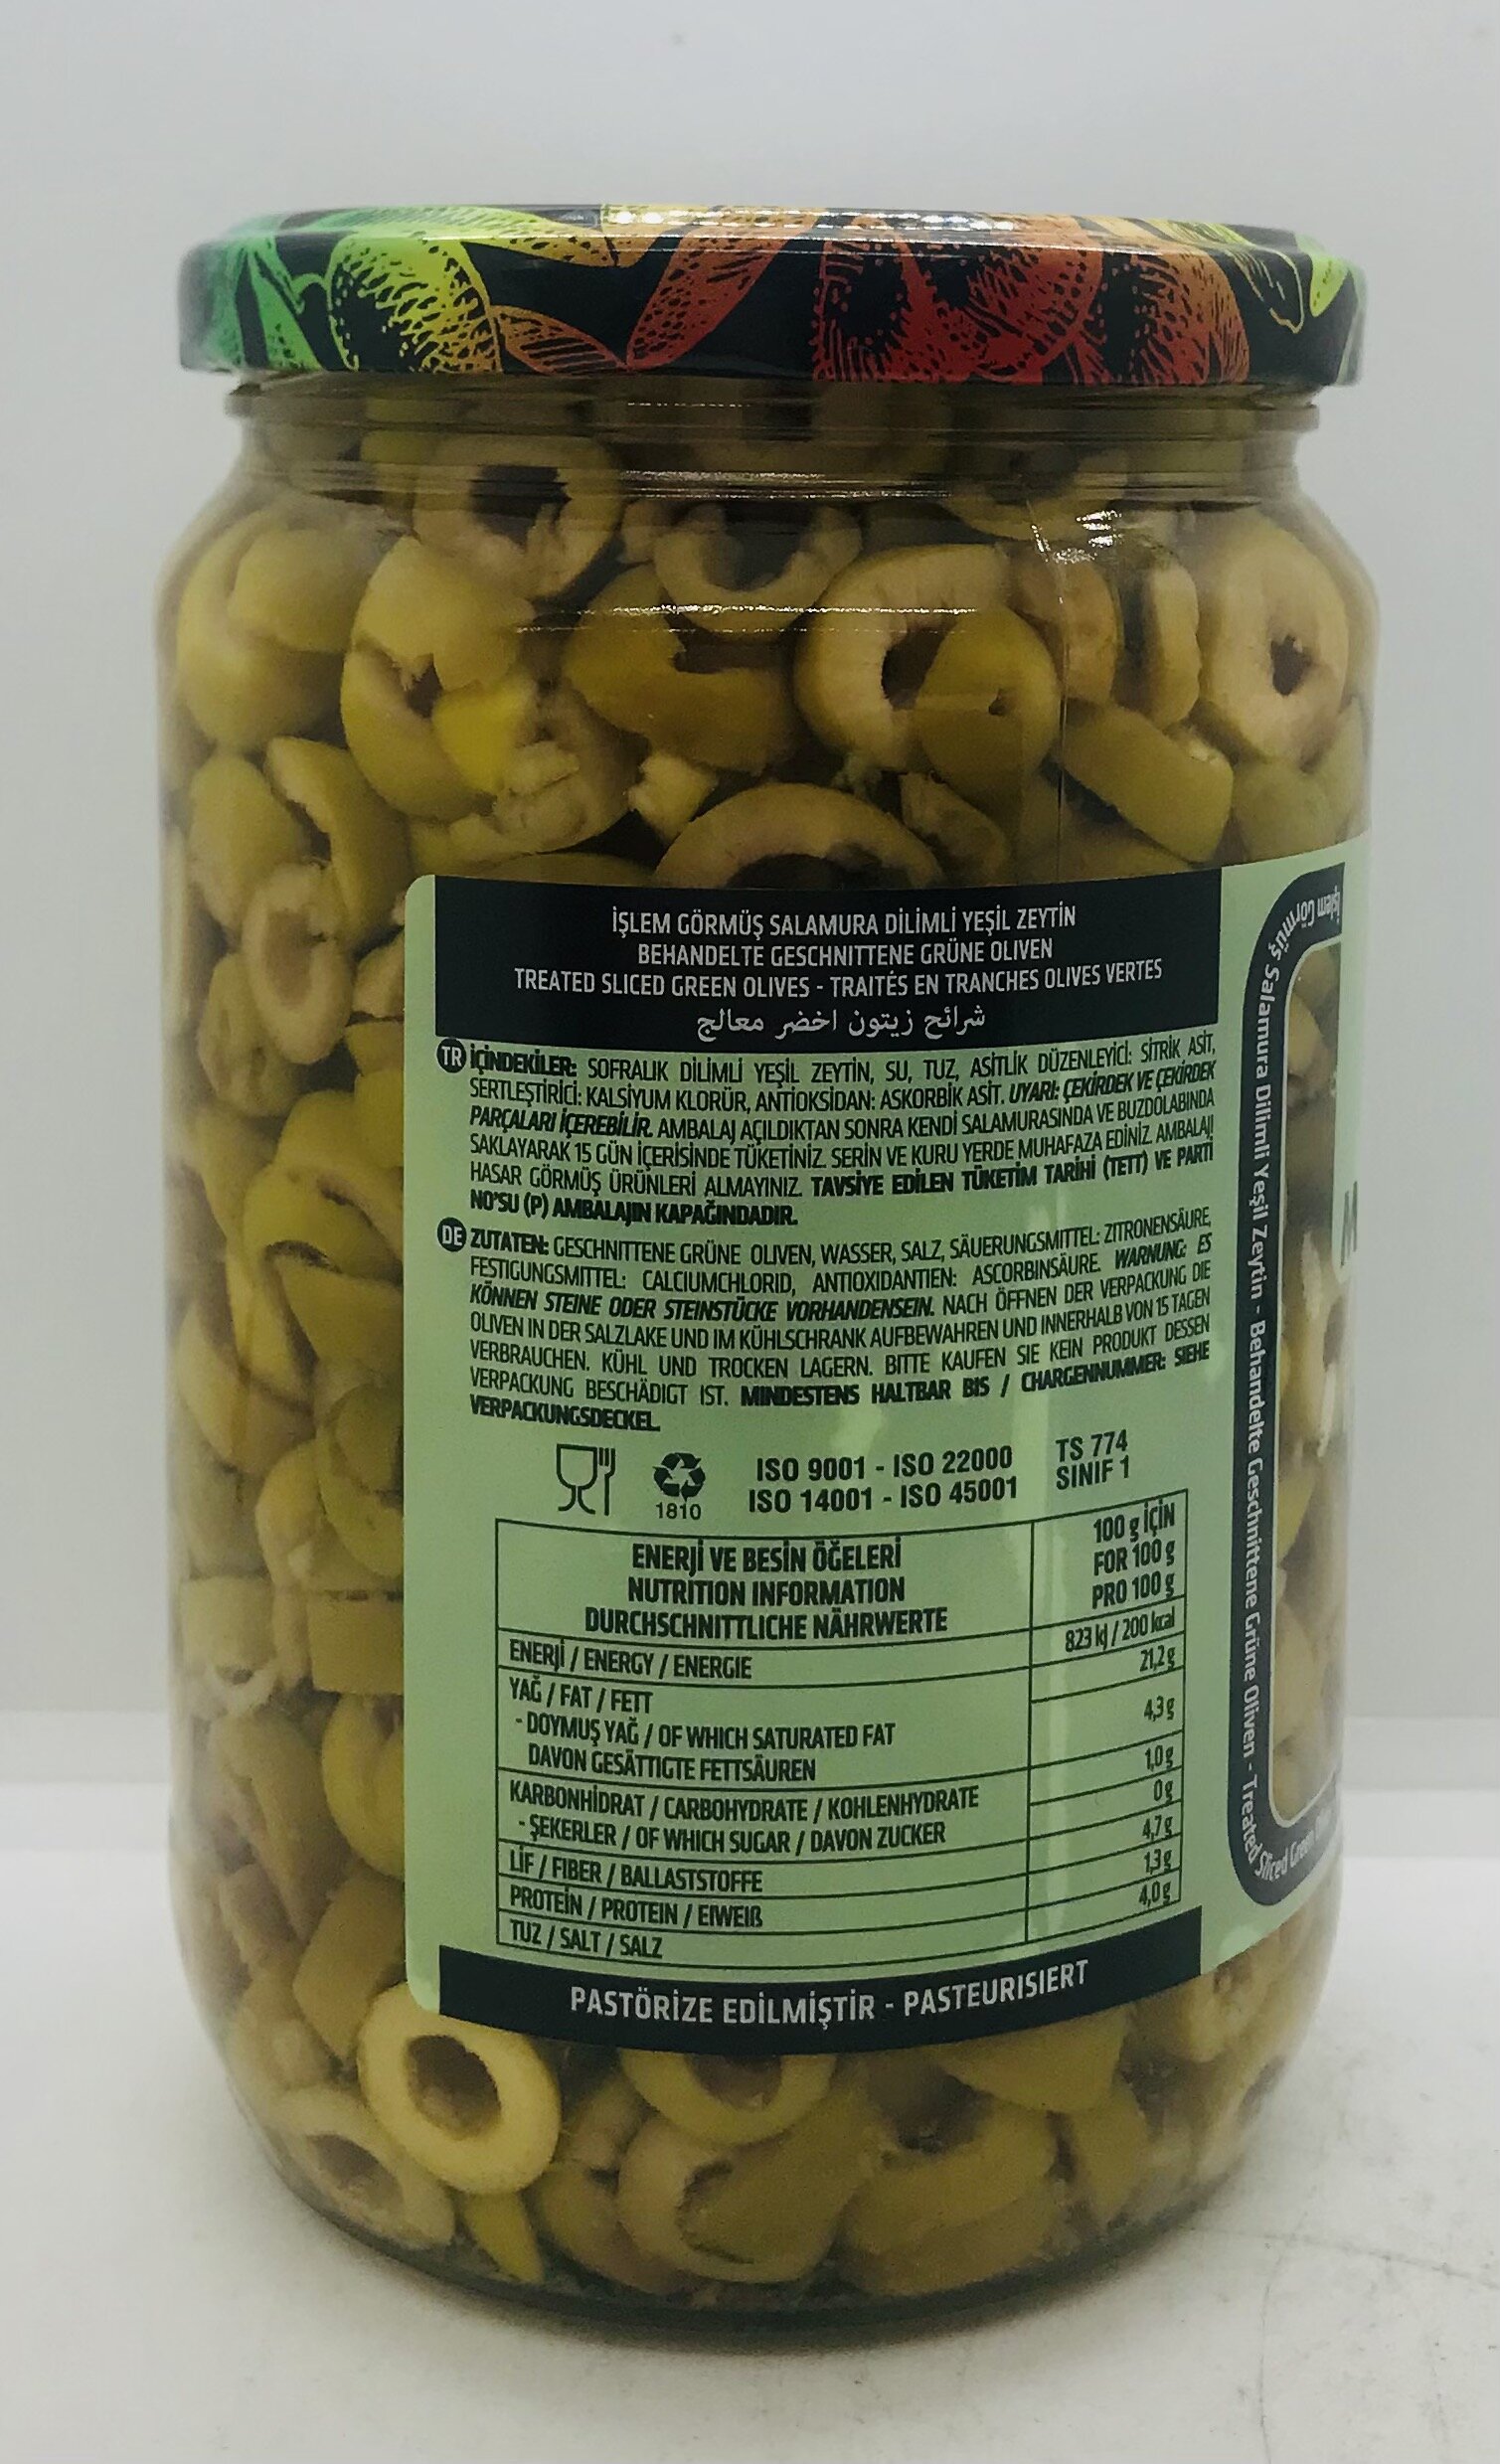 İŞLEM GÖRMÜŞ SALAMURA DİLİMLİ YEŞİL ZEYTİN
BEHANDELTE GESCHNITTENE GRÜNE OLIVEN
TREATED SLICED GREEN OLIVES - TRAITÉS EN TRANCHES OLIVES VERTES
شرائح زيتون اخضر معالج
TR İÇİNDEKİLER: SOFRALIK DİLİMLİ YEŞİL ZEYTİN, SU, TUZ, ASİTLİK DÜZENLEYİCİ: SİTRİK ASİT,
SERTLEŞTİRİCİ: KALSİYUM KLORÜR, ANTİOKSİDAN: ASKORBİK ASİT. UYARI: ÇEKİRDEK VE ÇEKİRDEK
PARÇALARI İÇEREBİLİR. AMBALAJ AÇILDIKTAN SONRA KENDİ SALAMURASINDA VE BUZDOLABINDA
SAKLAYARAK 15 GÜN İÇERİSİNDE TÜKETİNİZ. SERİN VE KURU YERDE MUHAFAZA EDİNİZ. AMBALAJI
HASAR GÖRMÜŞ ÜRÜNLERİ ALMAYINIZ. TAVSİYE EDİLEN TÜKETİM TARİHİ (TETT) VE PARTİ
NO'SU (P) AMBALAJIN KAPAĞINDADIR.
DE ZUTATEN: GESCHNITTENE GRÜNE OLIVEN, WASSER, SALZ, SÄUERUNGSMITTEL: ZITRONENSÄURE,
FESTIGUNGSMITTEL: CALCIUMCHLORID, ANTIOXIDANTIEN: ASCORBINSÄURE. WARNUNG: ES
KÖNNEN STEINE ODER STEINSTÜCKE VORHANDENSEIN. NACH ÖFFNEN DER VERPACKUNG DIE
OLIVEN IN DER SALZLAKE UND IM KÜHLSCHRANK AUFBEWAHREN UND INNERHALB VON 15 TAGEN
VERBRAUCHEN. KÜHL UND TROCKEN LAGERN. BITTE KAUFEN SIE KEIN PRODUKT DESSEN
VERPACKUNG BESCHÄDIGT IST. MINDESTENS HALTBAR BIS / CHARGENNUMMER: SIEHE
VERPACKUNGSDECKEL.
1810
ISO 9001 - ISO 22000
ISO 14001 - ISO 45001
TS 774
SINIF 1
ENERJİ VE BESİN ÖĞELERİ
NUTRITION INFORMATION
DURCHSCHNITTLICHE NÄHRWERTE
100 g İÇİN
FOR 100 g
PRO 100 g
ENERJİ / ENERGY / ENERGIE 823 kJ / 200 kcal
YAĞ / FAT / FETT 21,2 g
- DOYMUŞ YAĞ / OF WHICH SATURATED FAT
DAVON GESÄTTIGTE FETTSÄUREN 4,3 g
KARBONHİDRAT / CARBOHYDRATE / KOHLENHYDRATE 1,0 g
- ŞEKERLER / OF WHICH SUGAR / DAVON ZUCKER 0 g
LİF / FIBER / BALLASTSTOFFE 4,7 g
PROTEİN / PROTEIN / EIWEIß 1,3 g
TUZ / SALT / SALZ 4,0 g
PASTÖRİZE EDİLMİŞTİR - PASTEURISIERT
İşlem Görmüş Salamura Dilimli Yeşil Zeytin - Behandelte Geschnittene Grüne Oliven - Treated Sliced Green
M